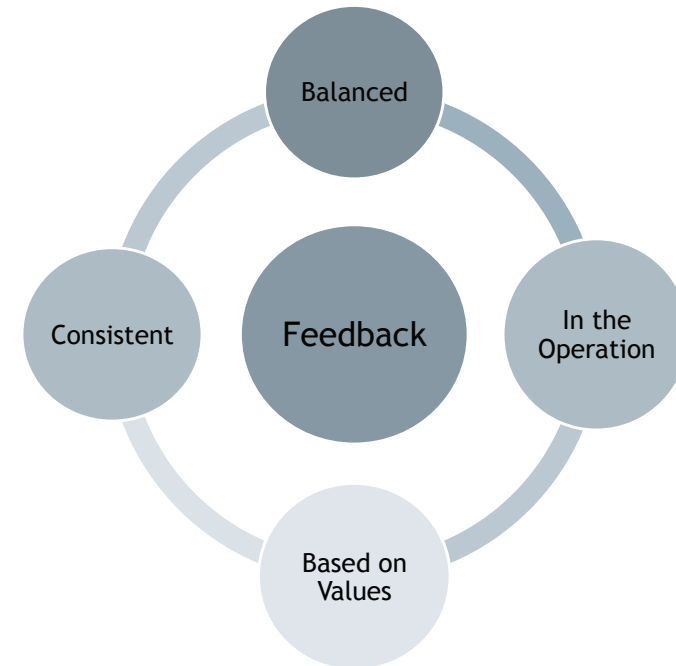 Balanced
Consistent
Feedback
In the
Operation
Based on
Values